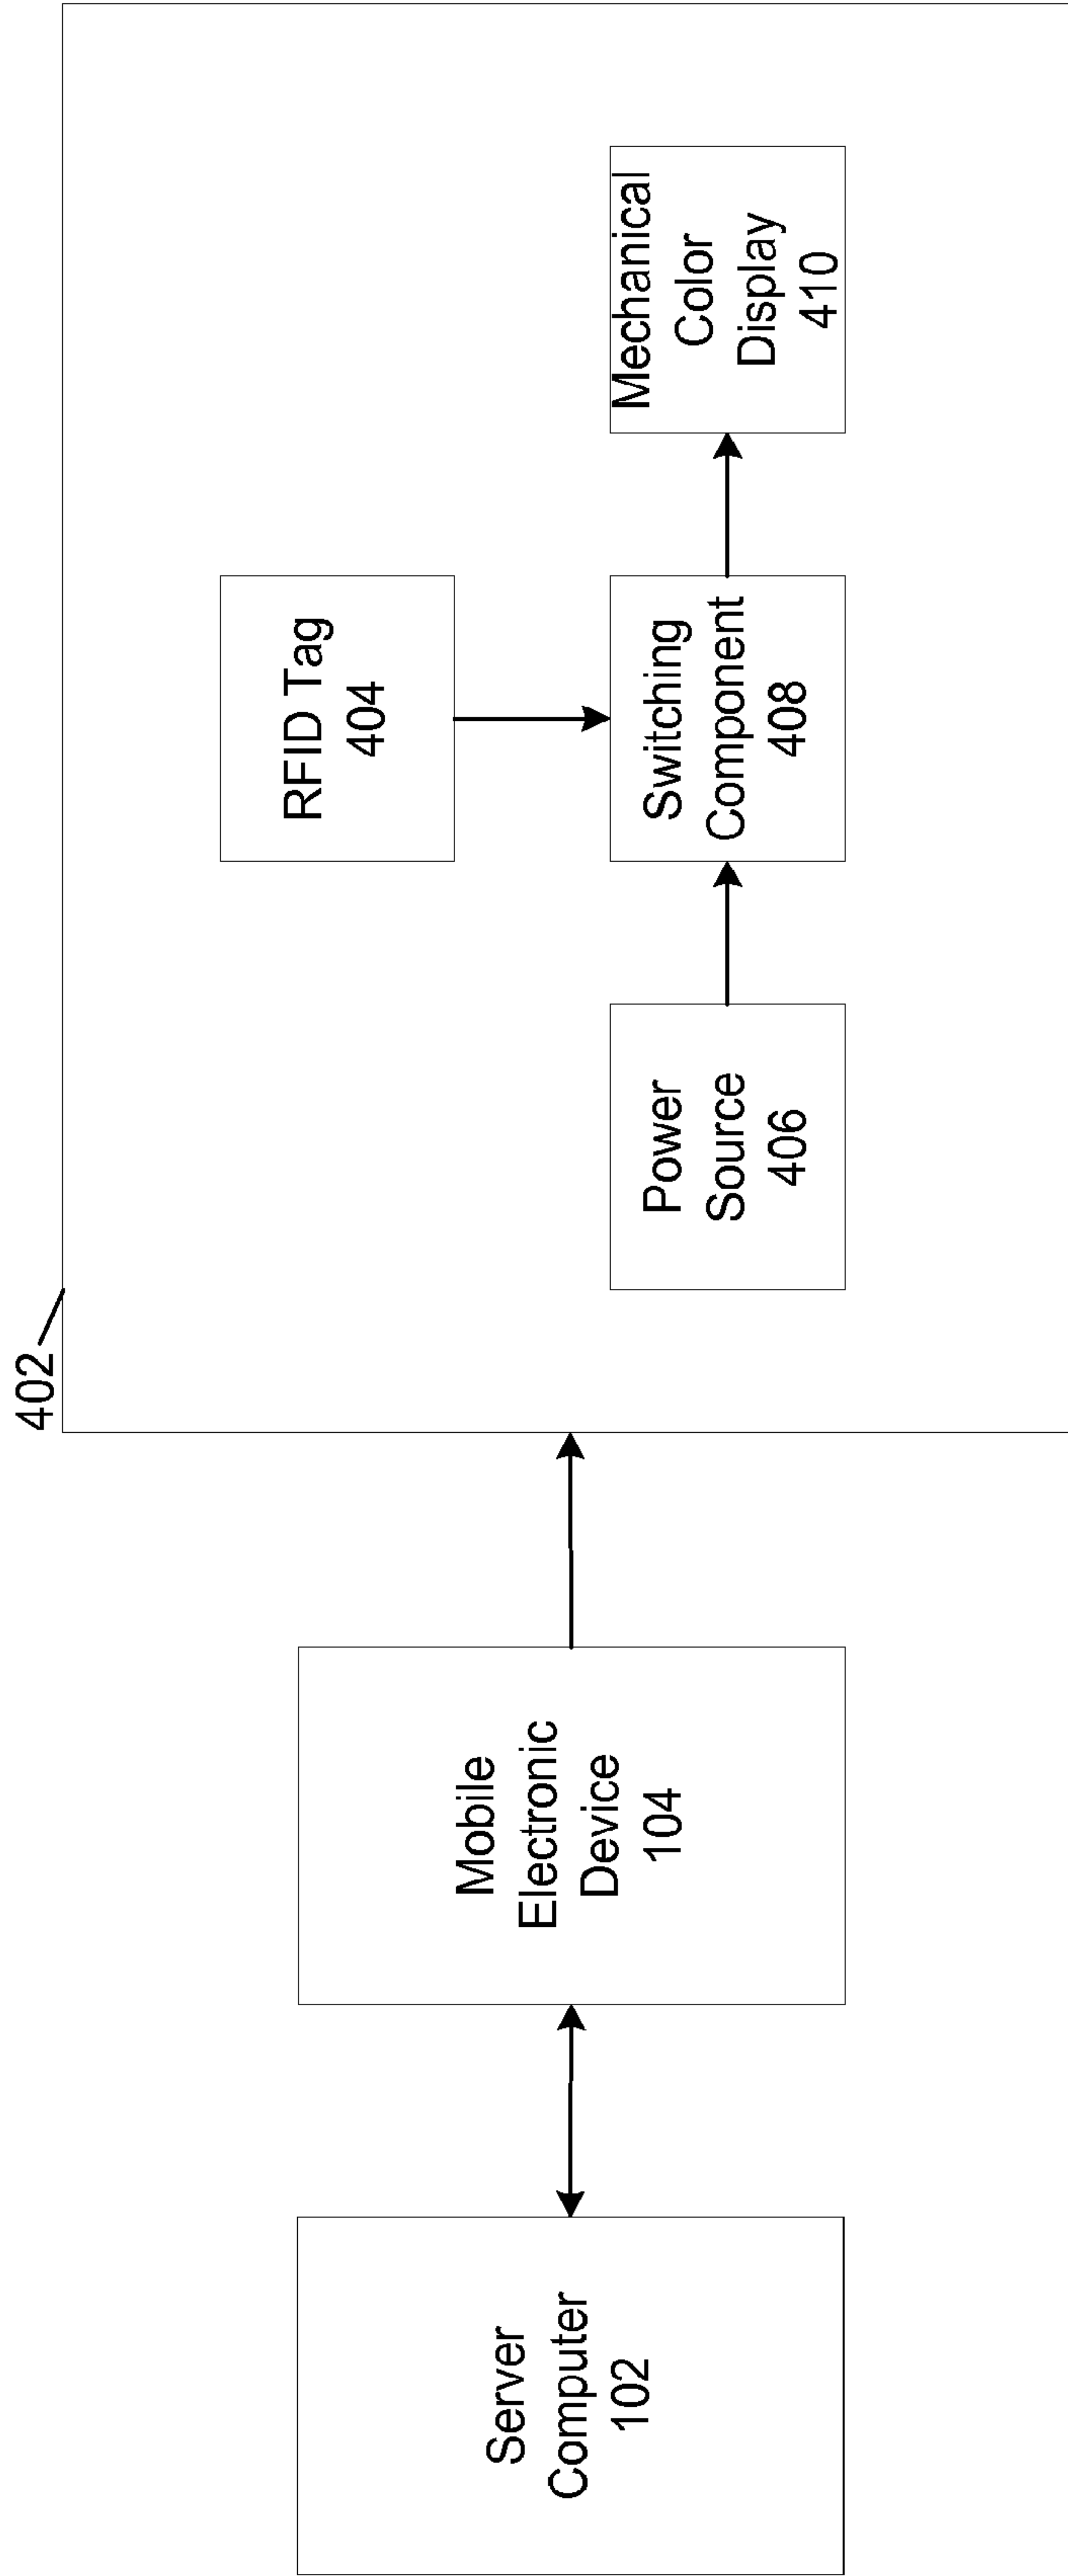 402
Server
Computer
102
Mobile
Electronic
Device
104
RFID Tag
404
Power
Source
406
Switching
Component
408
Mechanical
Color
Display
410